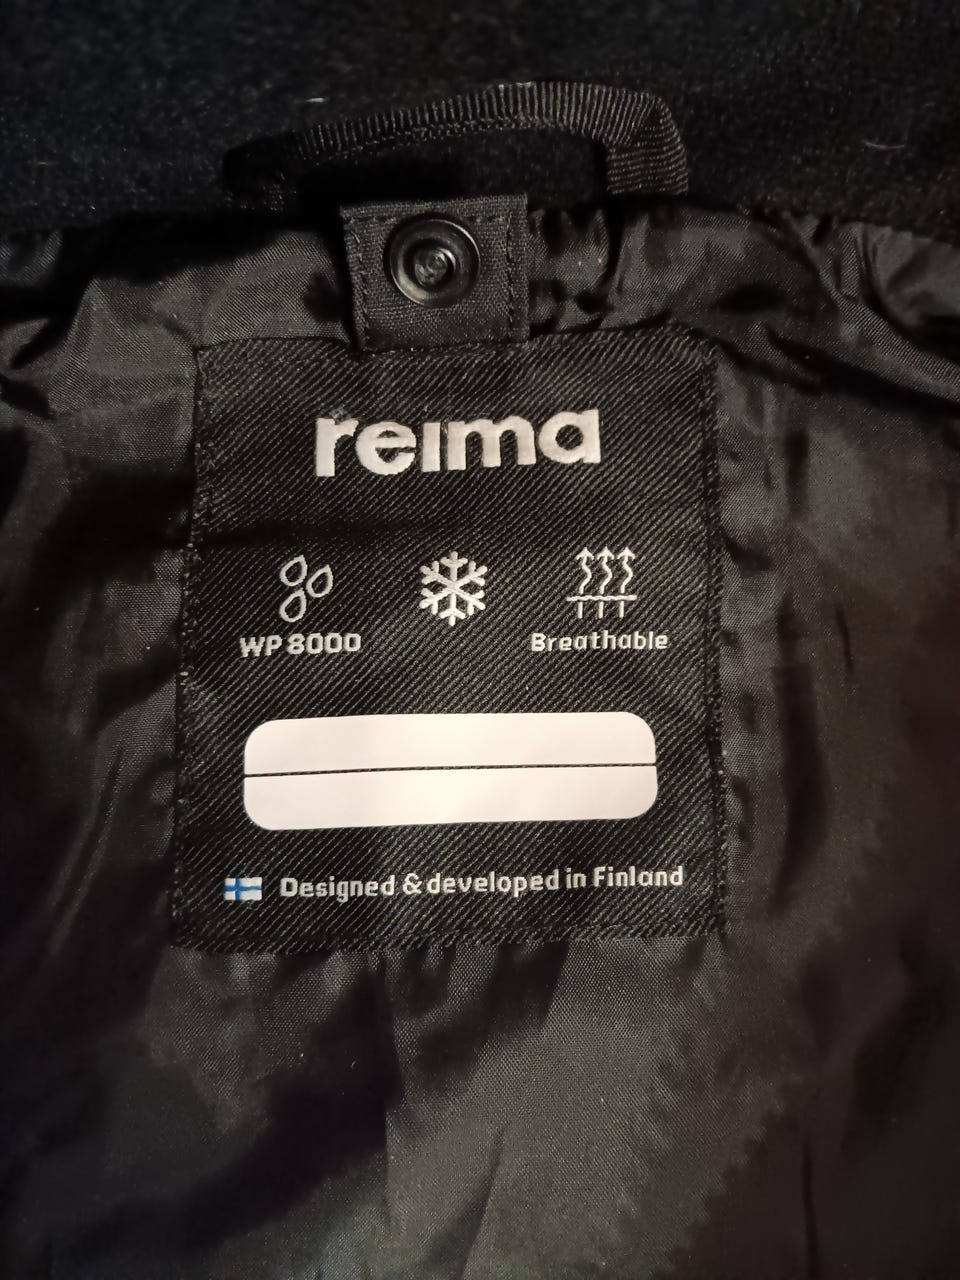 reima
WP 8000
Breathable
Designed & developed in Finland